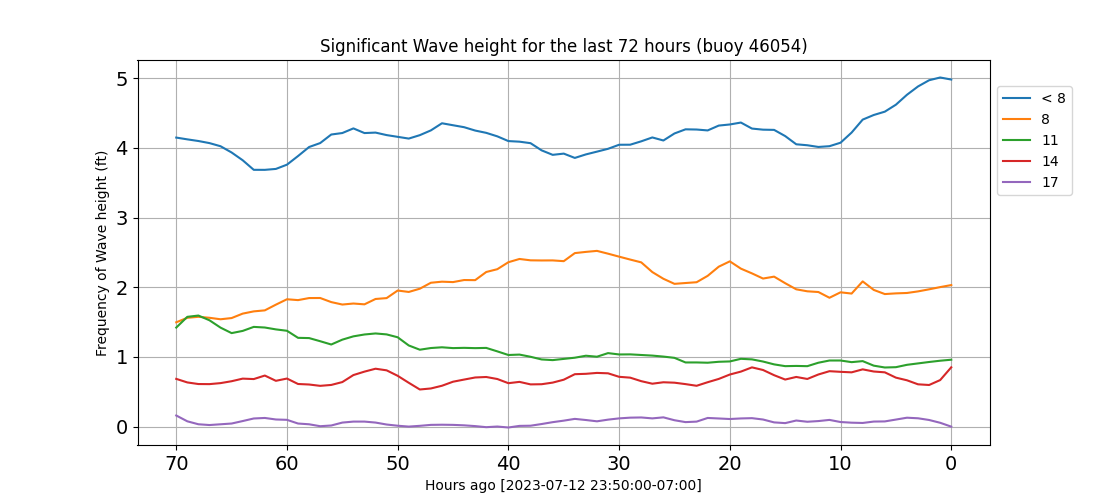 Significant Wave height for the last 72 hours (buoy 46054)
Frequency of Wave height (ft)
5
4
3
2
1
0
70 60 50 40 30 20 10 0
Hours ago [2023-07-12 23:50:00-07:00]
< 8
8
11
14
17